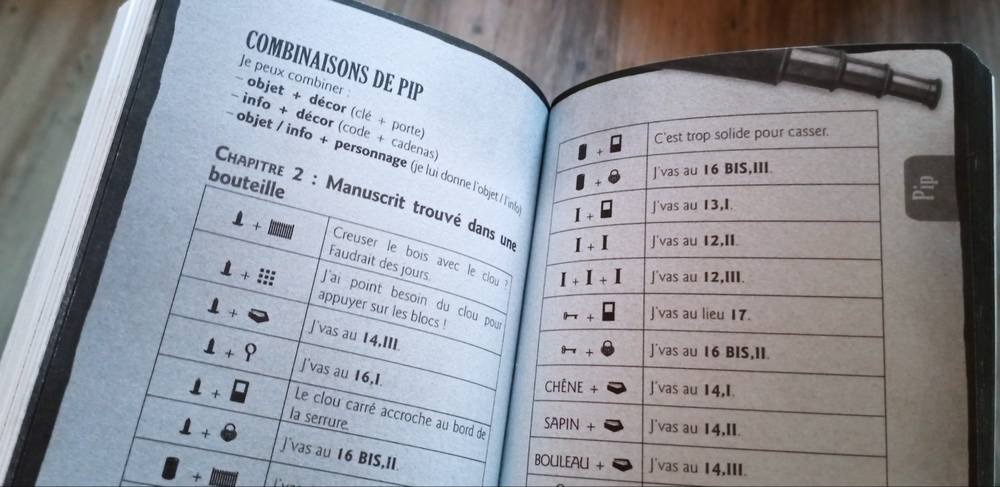 COMBINAISONS DE PIP
Je peux combiner :
– objet + décor (clé + porte)
– info + décor (code + cadenas)
– objet / info + personnage (je lui donne l'objet / l'info)
CHAPITRE 2 : Manuscrit trouvé dans une
bouteille
+
Creuser le bois avec le clou ?
Faudrait des jours.
+
J'ai point besoin du clou pour
appuyer sur les blocs !
+
J'vas au 14,III.
+
J'vas au 16,I.
+
Le clou carré accroche au bord de
la serrure.
+
J'vas au 16 BIS,II.
+
J'vas au
Pip
+
C'est trop solide pour casser.
+
J'vas au 16 BIS,III.
I +
J'vas au 13,I.
I + I
J'vas au 12,II.
I + I + I
J'vas au 12,III.
+
J'vas au lieu 17.
+
J'vas au 16 BIS,II.
CHÊNE +
J'vas au 14,I.
SAPIN +
J'vas au 14,II.
BOULEAU +
J'vas au 14,III.